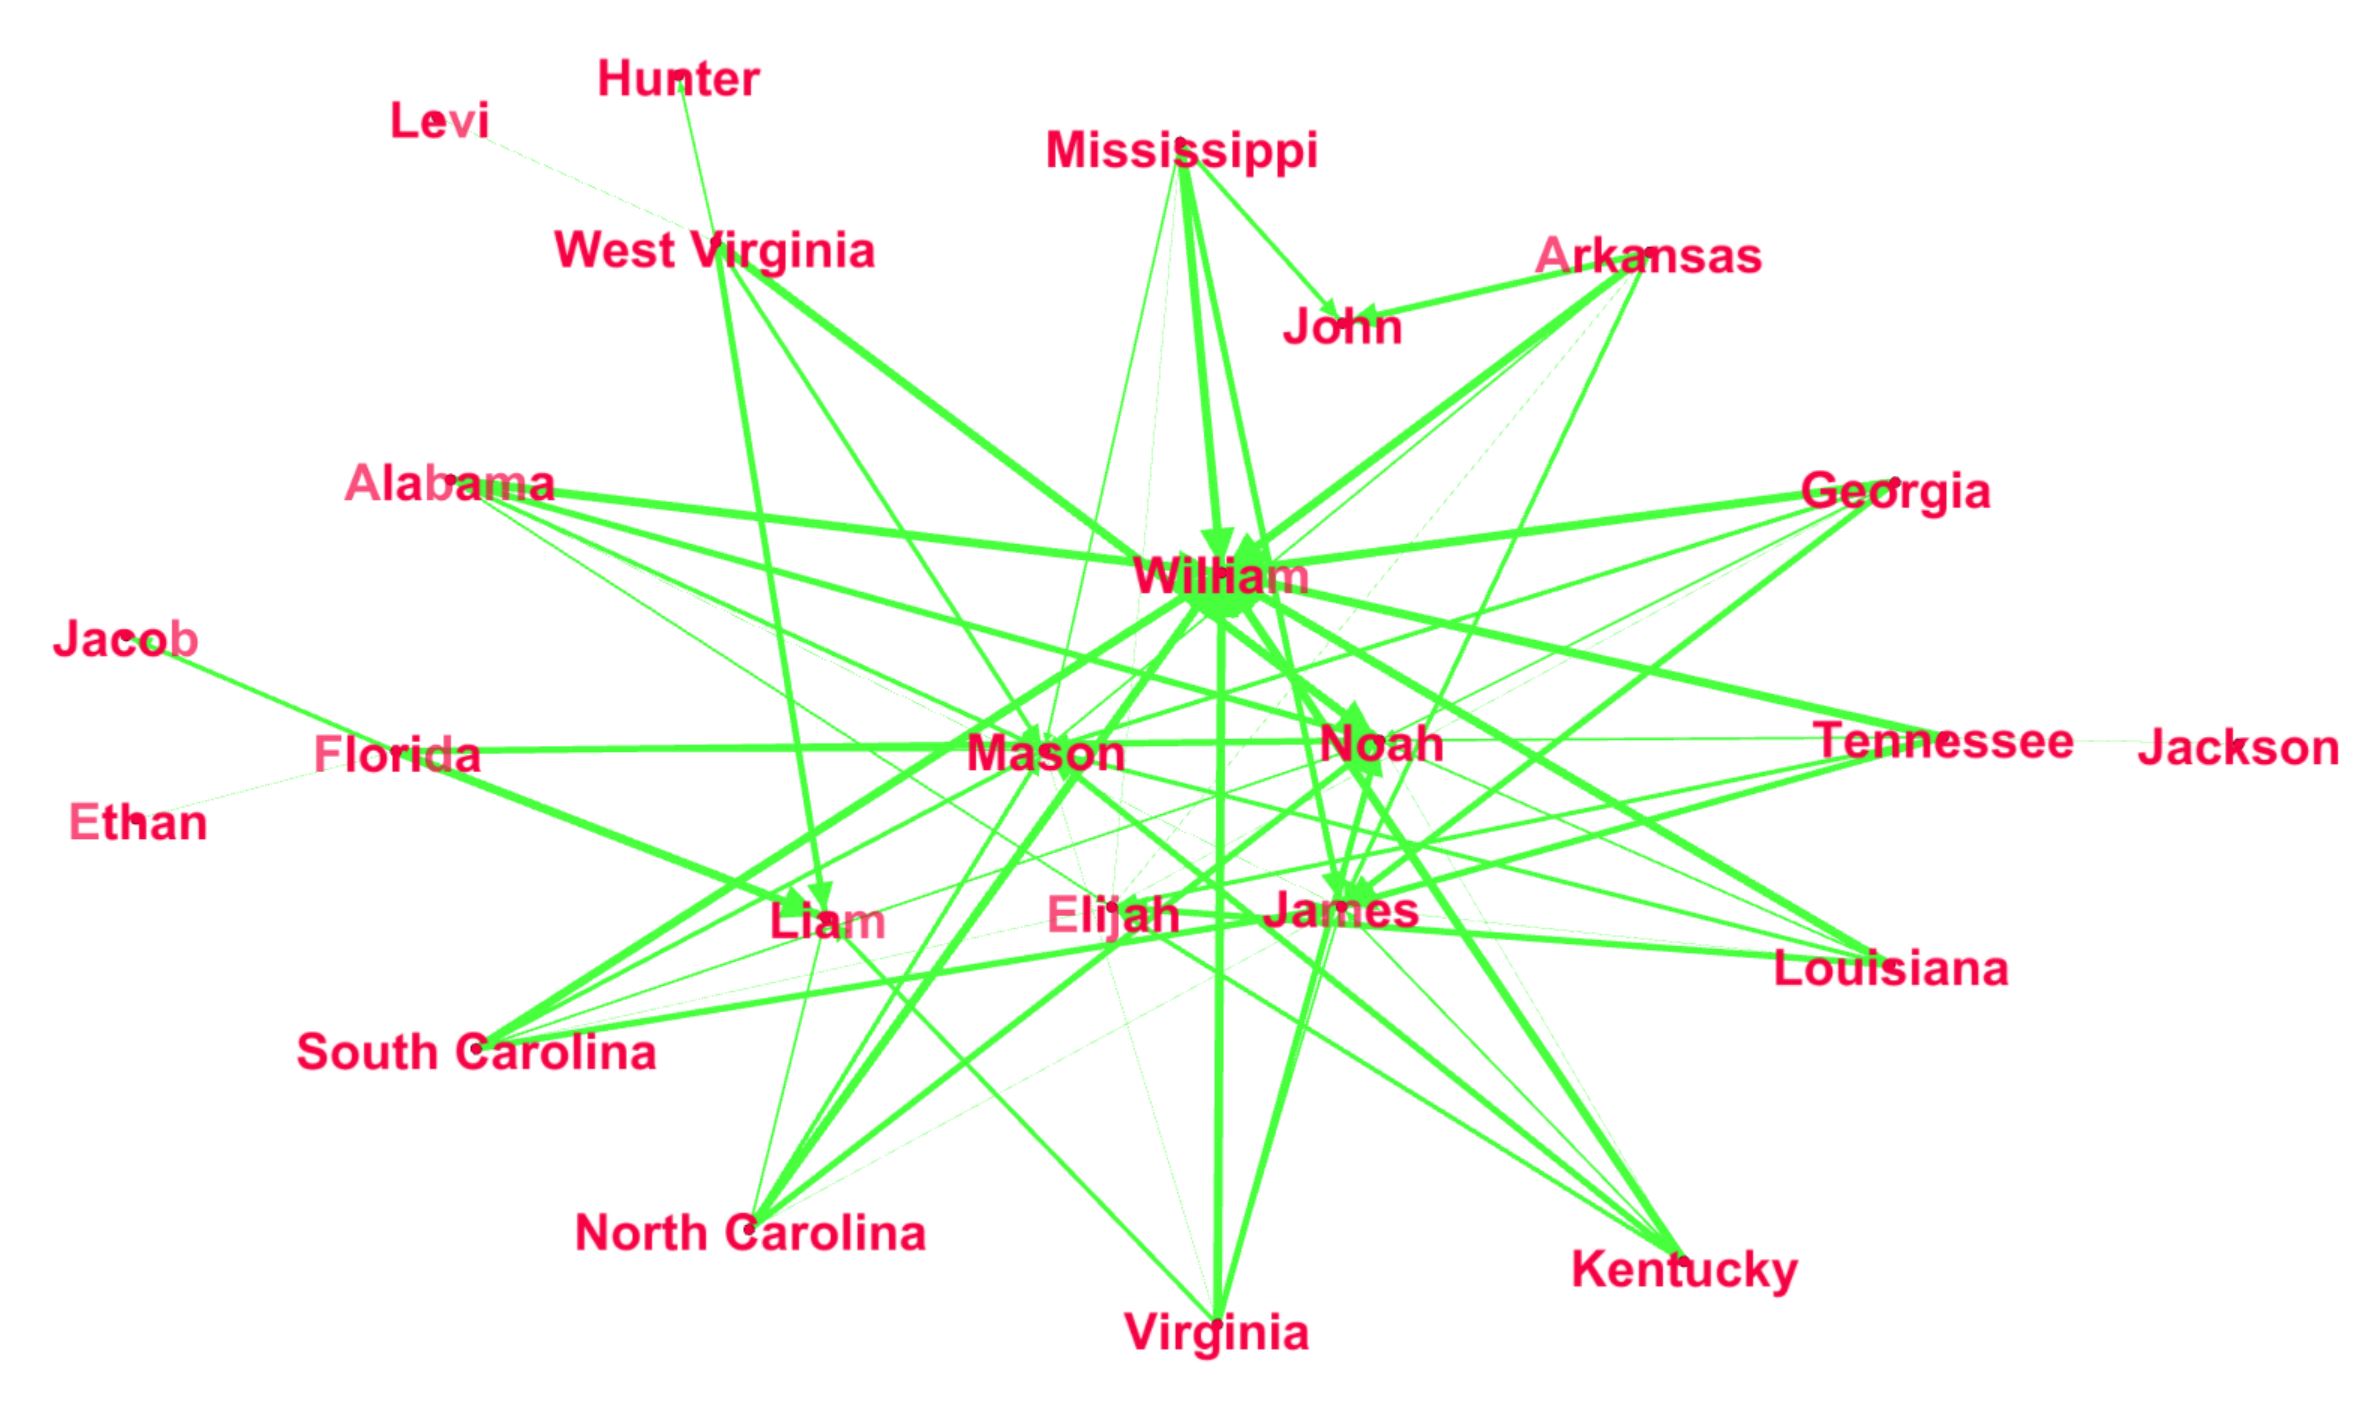 Hunter
Levi
Mississippi
West Virginia
Arkansas
John
Alabama
Georgia
William
Jacob
Florida
Mason
Noah
Tennessee
Jackson
Ethan
Liam
Elijah
James
Louisiana
South Carolina
North Carolina
Kentucky
Virginia